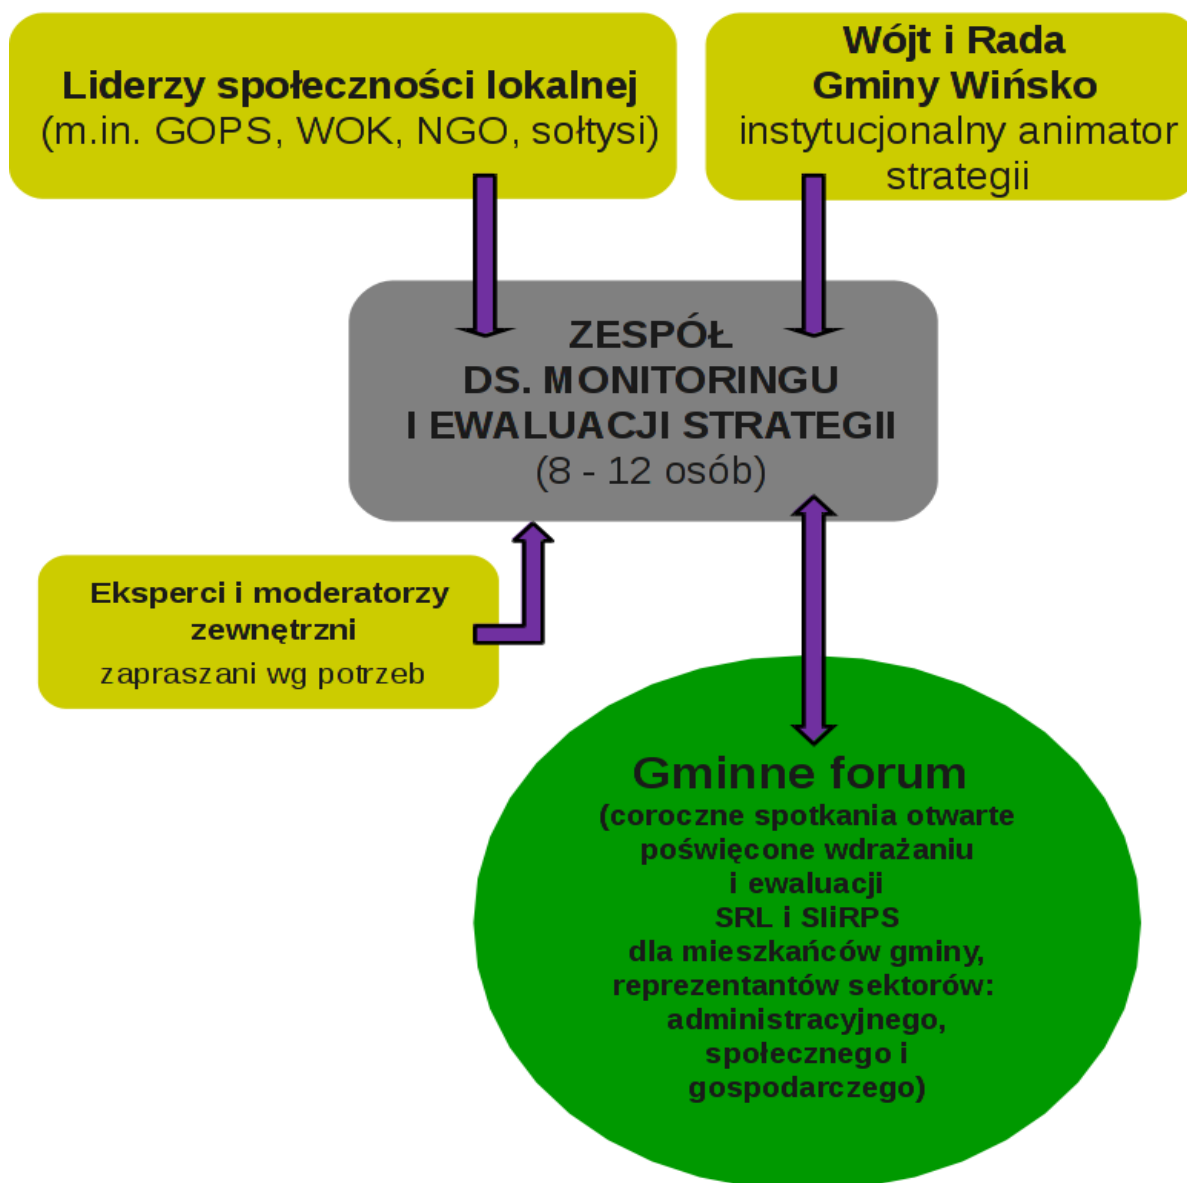 Liderzy społeczności lokalnej
(m.in. GOPS, WOK, NGO, sołtysi)
Wójt i Rada
Gminy Wińsko
instytucjonalny animator
strategii
ZESPÓŁ
DS. MONITORINGU
I EWALUACJI STRATEGII
(8 - 12 osób)
Eksperci i moderatorzy
zewnętrzni
zapraszani wg potrzeb
Gminne forum
(coroczne spotkania otwarte
poświęcone wdrażaniu
i ewaluacji
SRL i SIiRPS
dla mieszkańców gminy,
reprezentantów sektorów:
administracyjnego,
społecznego i
gospodarczego)